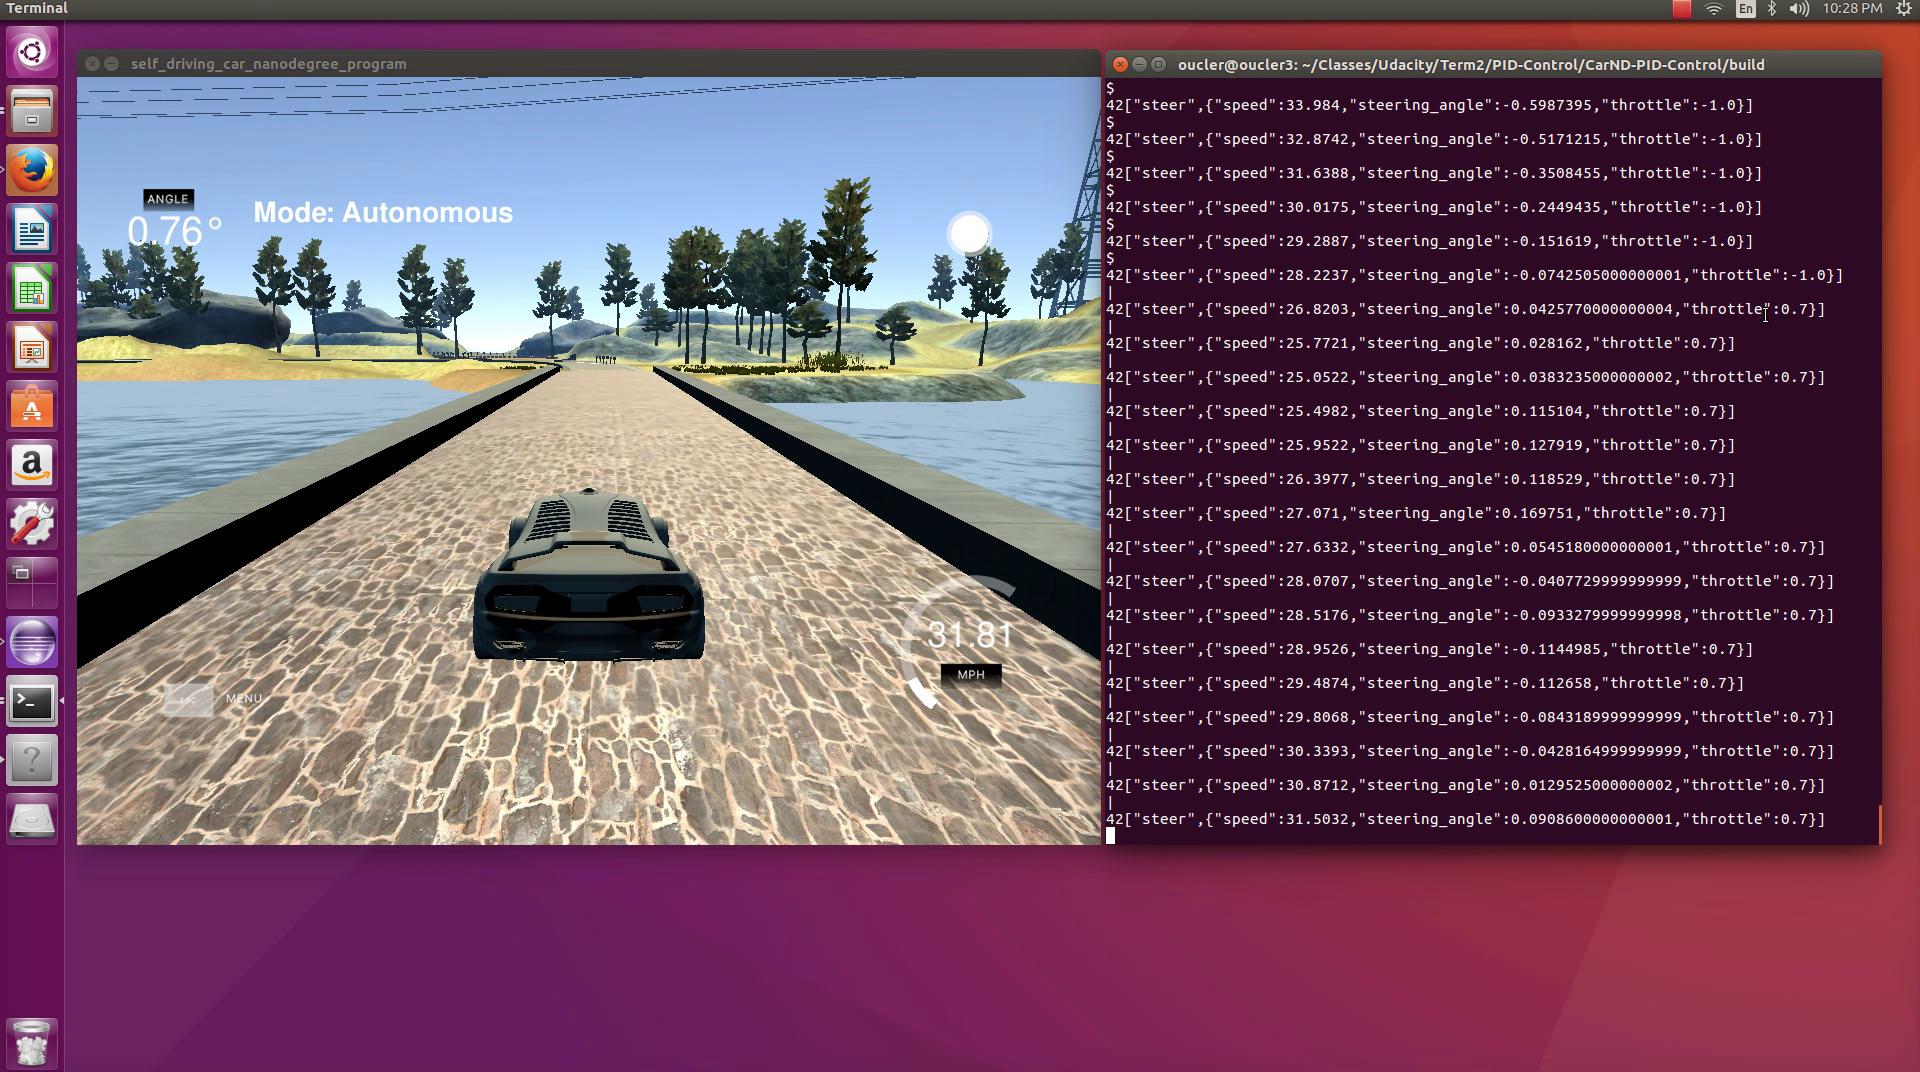 Terminal
En
10:28 PM
self_driving_car_nanodegree_program
ANGLE
0.76°
Mode: Autonomous
31.81
MPH
ESC
MENU
oucler@oucler3: ~/Classes/Udacity/Term2/PID-Control/CarND-PID-Control/build
$
42["steer",{"speed":33.984,"steering_angle":-0.5987395,"throttle":-1.0}]
$
42["steer",{"speed":32.8742,"steering_angle":-0.5171215,"throttle":-1.0}]
$
42["steer",{"speed":31.6388,"steering_angle":-0.3508455,"throttle":-1.0}]
$
42["steer",{"speed":30.0175,"steering_angle":-0.2449435,"throttle":-1.0}]
$
42["steer",{"speed":29.2887,"steering_angle":-0.151619,"throttle":-1.0}]
$
42["steer",{"speed":28.2237,"steering_angle":-0.0742505000000001,"throttle":-1.0}]
|
42["steer",{"speed":26.8203,"steering_angle":0.0425770000000004,"throttle":0.7}]
|
42["steer",{"speed":25.7721,"steering_angle":0.028162,"throttle":0.7}]
|
42["steer",{"speed":25.0522,"steering_angle":0.0383235000000002,"throttle":0.7}]
|
42["steer",{"speed":25.4982,"steering_angle":0.115104,"throttle":0.7}]
|
42["steer",{"speed":25.9522,"steering_angle":0.127919,"throttle":0.7}]
|
42["steer",{"speed":26.3977,"steering_angle":0.118529,"throttle":0.7}]
|
42["steer",{"speed":27.071,"steering_angle":0.169751,"throttle":0.7}]
|
42["steer",{"speed":27.6332,"steering_angle":0.0545180000000001,"throttle":0.7}]
|
42["steer",{"speed":28.0707,"steering_angle":-0.0407729999999999,"throttle":0.7}]
|
42["steer",{"speed":28.5176,"steering_angle":-0.0933279999999998,"throttle":0.7}]
|
42["steer",{"speed":28.9526,"steering_angle":-0.1144985,"throttle":0.7}]
|
42["steer",{"speed":29.4874,"steering_angle":-0.112658,"throttle":0.7}]
|
42["steer",{"speed":29.8068,"steering_angle":-0.0843189999999999,"throttle":0.7}]
|
42["steer",{"speed":30.3393,"steering_angle":-0.0428164999999999,"throttle":0.7}]
|
42["steer",{"speed":30.8712,"steering_angle":0.0129525000000002,"throttle":0.7}]
|
42["steer",{"speed":31.5032,"steering_angle":0.0908600000000001,"throttle":0.7}]